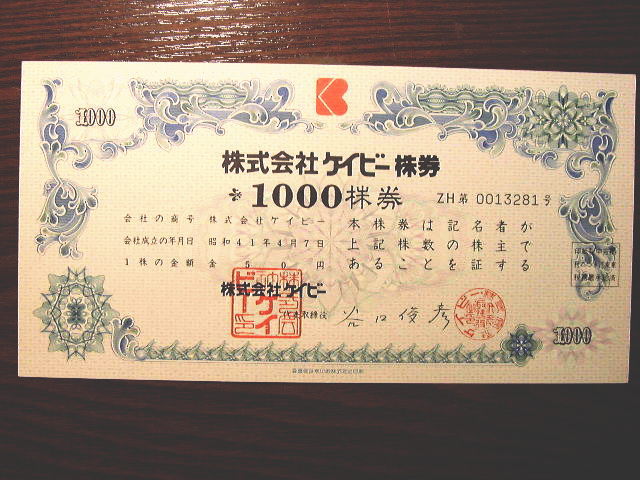 1000
株式会社ケイビー株券
1000株券
ZH第 0013281号
会社の商号 株式会社ケイビー
会社成立の年月日 昭和41年4月7日
1株の金額 金 50円
本株券は記名者が
上記株数の株主で
あることを証する
株式会社ケイビー
代表取締役 谷口俊彦
1000